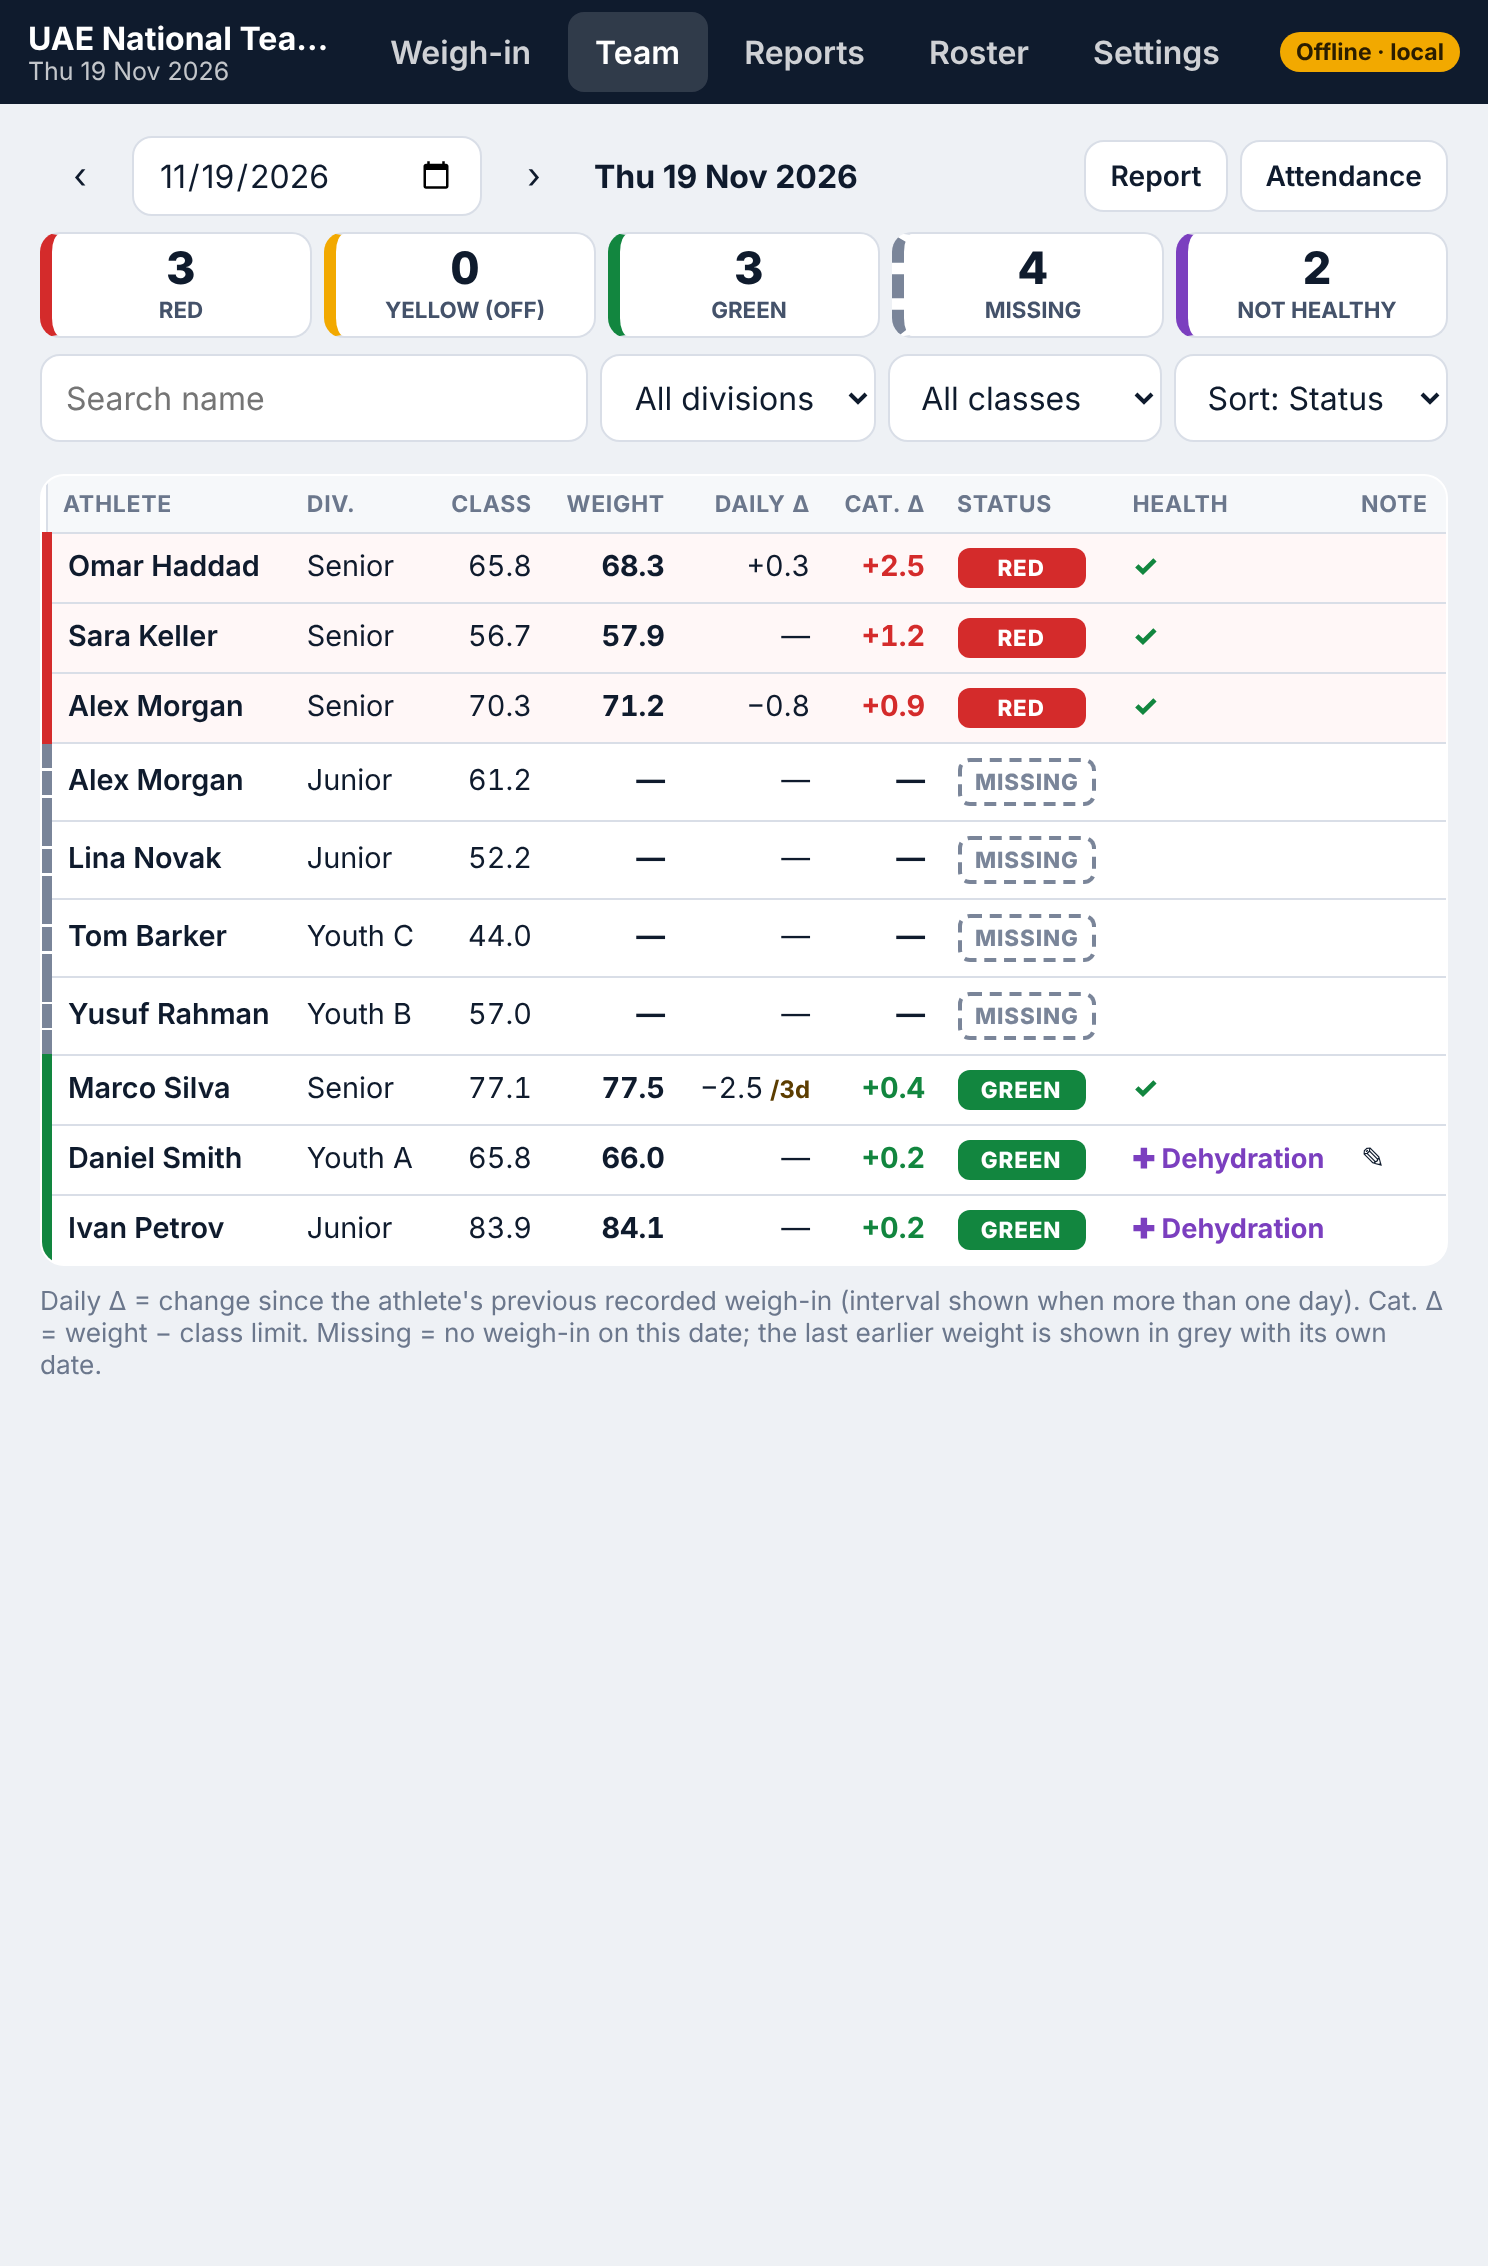 UAE National Tea...
Thu 19 Nov 2026
Weigh-in Team Reports Roster Settings Offline · local
‹ 11/19/2026 › Thu 19 Nov 2026 Report Attendance
3 0 3 4 2
RED YELLOW (OFF) GREEN MISSING NOT HEALTHY
Search name All divisions All classes Sort: Status
ATHLETE DIV. CLASS WEIGHT DAILY Δ CAT. Δ STATUS HEALTH NOTE
Omar Haddad Senior 65.8 68.3 +0.3 +2.5 RED ✓
Sara Keller Senior 56.7 57.9 — +1.2 RED ✓
Alex Morgan Senior 70.3 71.2 −0.8 +0.9 RED ✓
Alex Morgan Junior 61.2 — — — MISSING
Lina Novak Junior 52.2 — — — MISSING
Tom Barker Youth C 44.0 — — — MISSING
Yusuf Rahman Youth B 57.0 — — — MISSING
Marco Silva Senior 77.1 77.5 −2.5 /3d +0.4 GREEN ✓
Daniel Smith Youth A 65.8 66.0 — +0.2 GREEN ✚ Dehydration ✎
Ivan Petrov Junior 83.9 84.1 — +0.2 GREEN ✚ Dehydration
Daily Δ = change since the athlete's previous recorded weigh-in (interval shown when more than one day). Cat. Δ
= weight − class limit. Missing = no weigh-in on this date; the last earlier weight is shown in grey with its own
date.